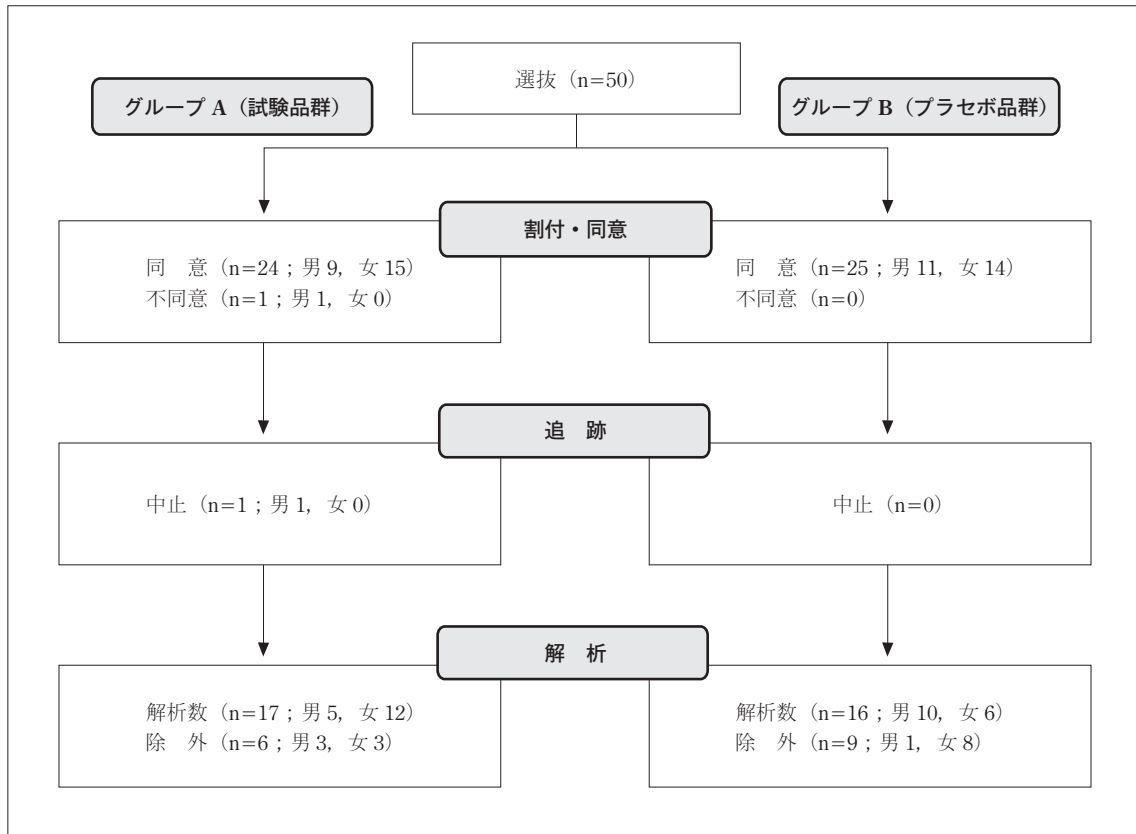 選抜（n=50）
グループ A（試験品群）
グループ B（プラセボ品群）
割付・同意
同　意（n=24；男 9，女 15）
不同意（n=1；男 1，女 0）
同　意（n=25；男 11，女 14）
不同意（n=0）
追　跡
中止（n=1；男 1，女 0）
中止（n=0）
解　析
解析数（n=17；男 5，女 12）
除　外（n=6；男 3，女 3）
解析数（n=16；男 10，女 6）
除　外（n=9；男 1，女 8）